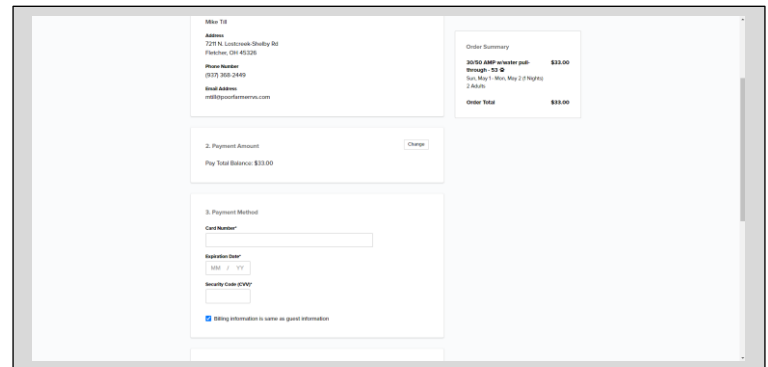 Mike Till
Address
7211 N. Lostcreek-Shelby Rd
Fletcher, OH 45326
Phone Number
(937) 368-2449
Email Address
mtill@poorfarmerrvs.com
Order Summary
30/50 AMP w/water pull-through - 53
$33.00
Sun, May 1 - Mon, May 2 (1 Nights)
2 Adults
Order Total $33.00
2. Payment Amount
Change
Pay Total Balance: $33.00
3. Payment Method
Card Number*
Expiration Date*
MM / YY
Security Code (CVV)*
Billing information is same as guest information